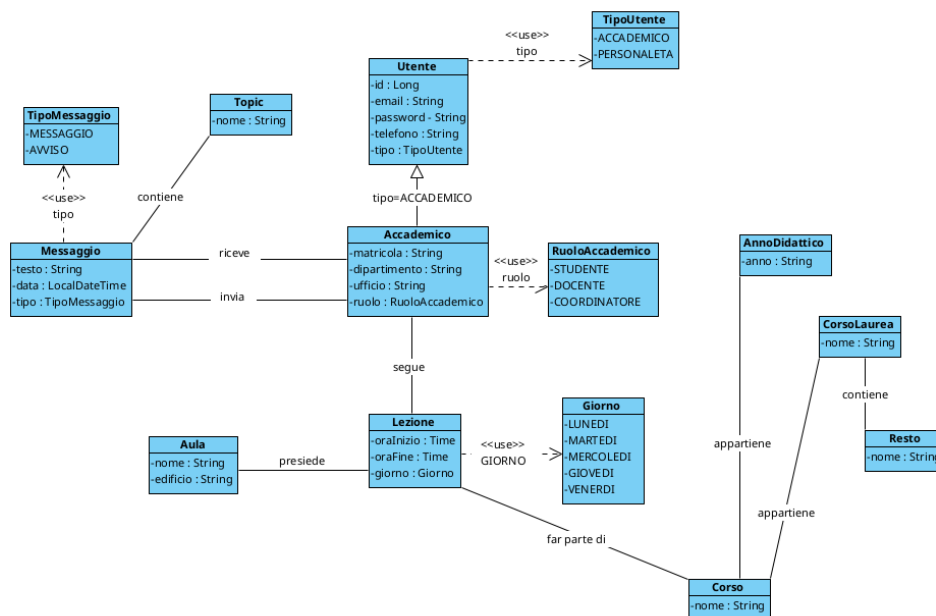 TipoUtente
-ACCADEMICO
-PERSONALETA
<<use>>
tipo
Utente
-id : Long
-email : String
-password - String
-telefono : String
-tipo : TipoUtente
TipoMessaggio
-MESSAGGIO
-AVVISO
Topic
-nome : String
<<use>>
tipo
contiene
tipo=ACCADEMICO
Messaggio
-testo : String
-data : LocalDateTime
-tipo : TipoMessaggio
riceve
invia
Accademico
-matricola : String
-dipartimento : String
-ufficio : String
-ruolo : RuoloAccademico
<<use>>
ruolo
RuoloAccademico
-STUDENTE
-DOCENTE
-COORDINATORE
AnnoDidattico
-anno : String
CorsoLaurea
-nome : String
segue
contiene
Giorno
-LUNEDI
-MARTEDI
-MERCOLEDI
-GIOVEDI
-VENERDI
Lezione
-oraInizio : Time
-oraFine : Time
-giorno : Giorno
<<use>>
GIORNO
Aula
-nome : String
-edificio : String
presiede
appartiene
Resto
-nome : String
appartiene
far parte di
Corso
-nome : String